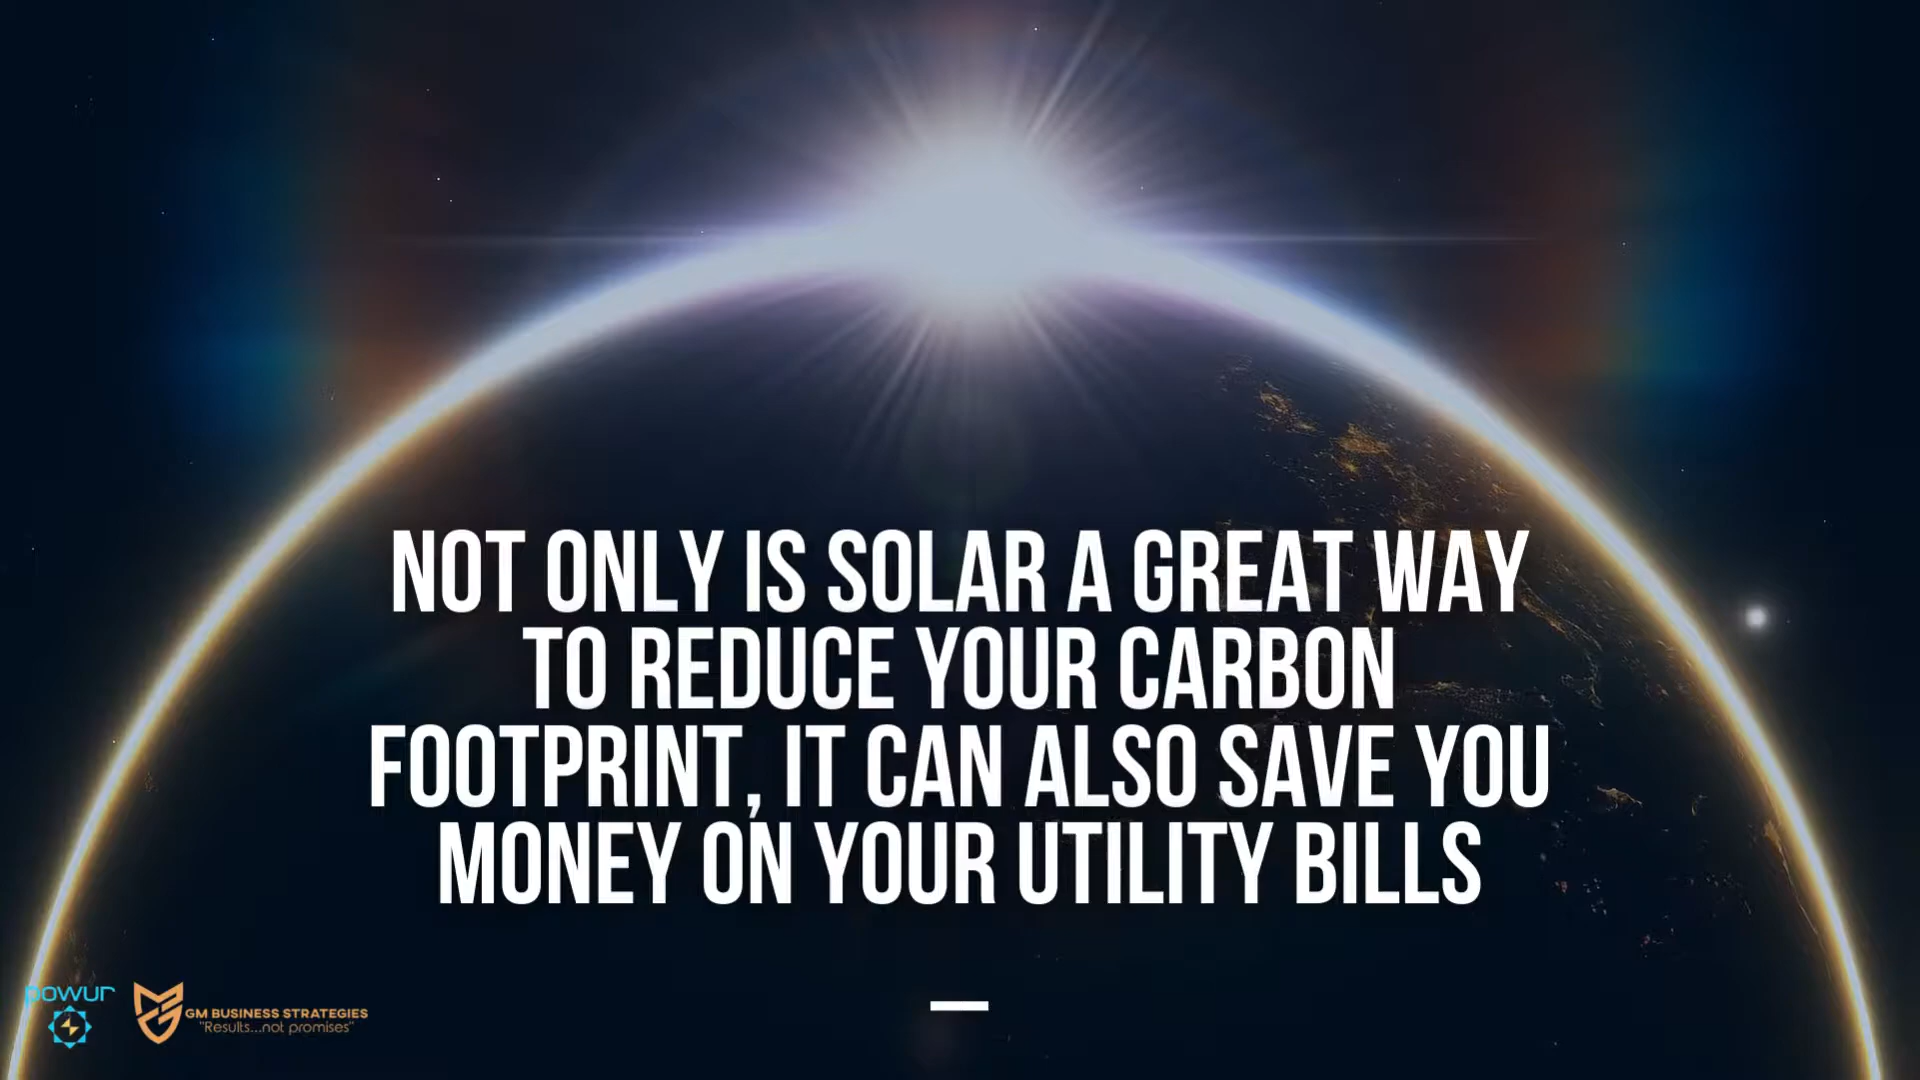 NOT ONLY IS SOLAR A GREAT WAY
TO REDUCE YOUR CARBON
FOOTPRINT, IT CAN ALSO SAVE YOU
MONEY ON YOUR UTILITY BILLS
powur
GM BUSINESS STRATEGIES
"Results...not promises"